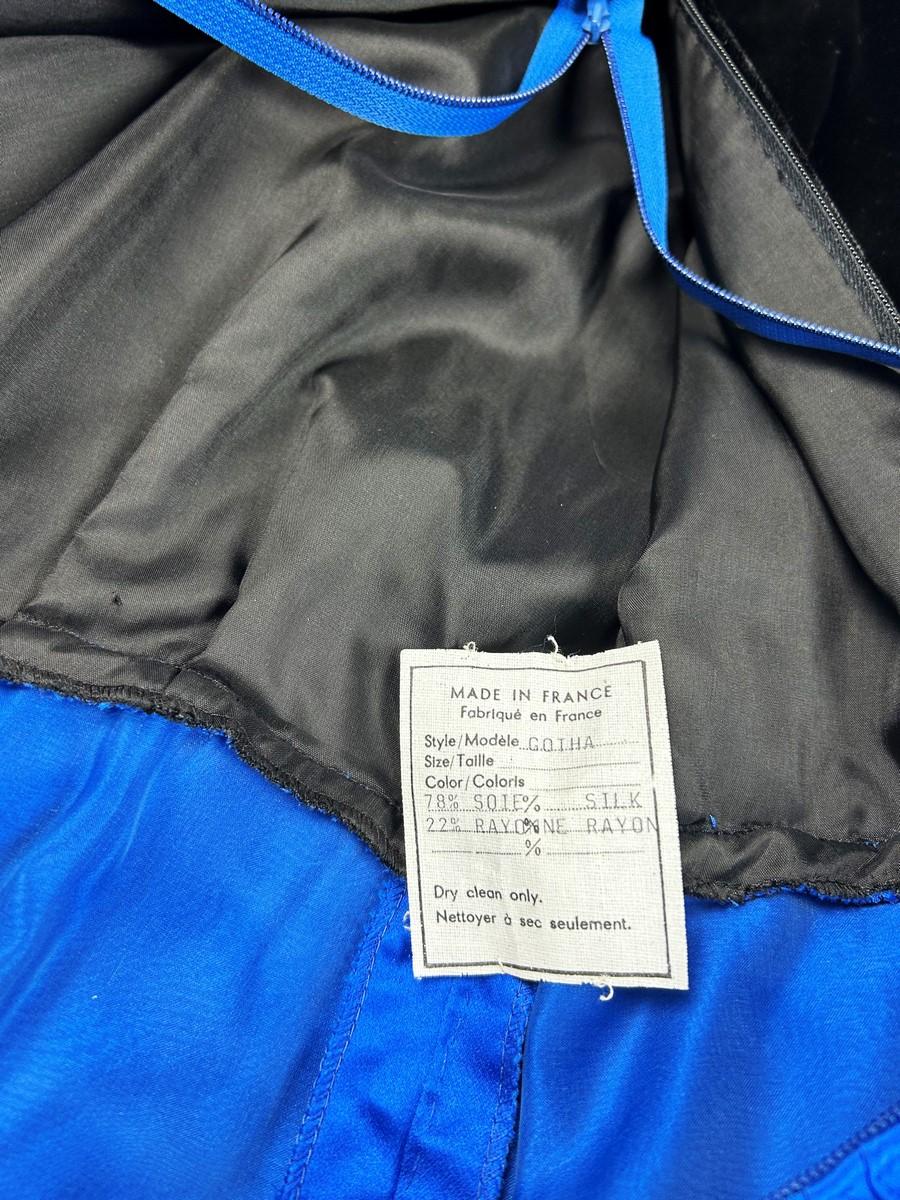 MADE IN FRANCE
Fabriqué en France
Style/Modèle GOTHA
Size/Taille
Color/Coloris
78% SOIE% SILK
22% RAYONNE% RAYON
%
Dry clean only.
Nettoyer à sec seulement.